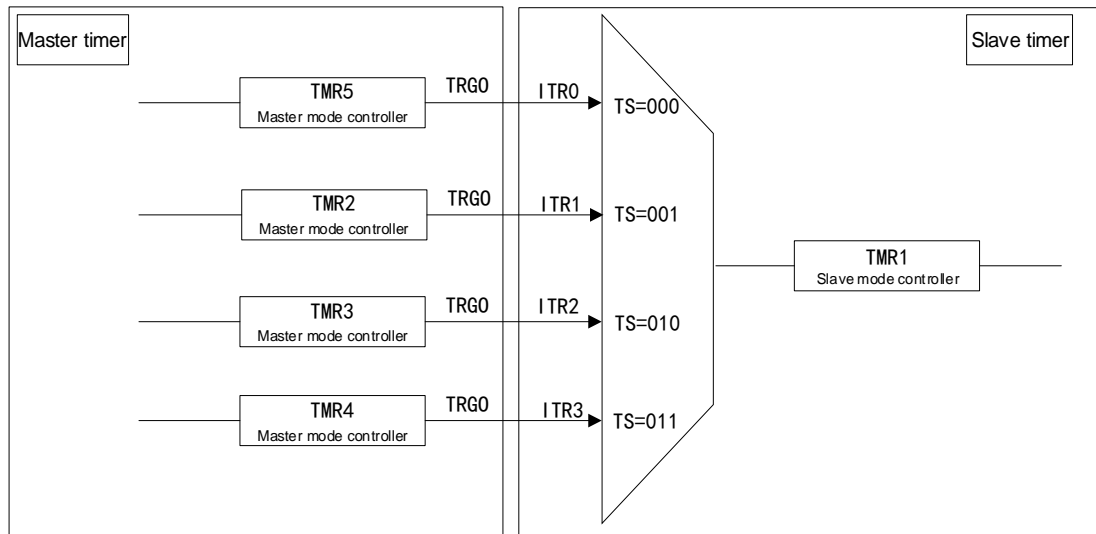 Master timer
Slave timer
TMR5
Master mode controller
TRGO
ITR0
TS=000
TMR2
Master mode controller
TRGO
ITR1
TS=001
TMR1
Slave mode controller
TMR3
Master mode controller
TRGO
ITR2
TS=010
TMR4
Master mode controller
TRGO
ITR3
TS=011